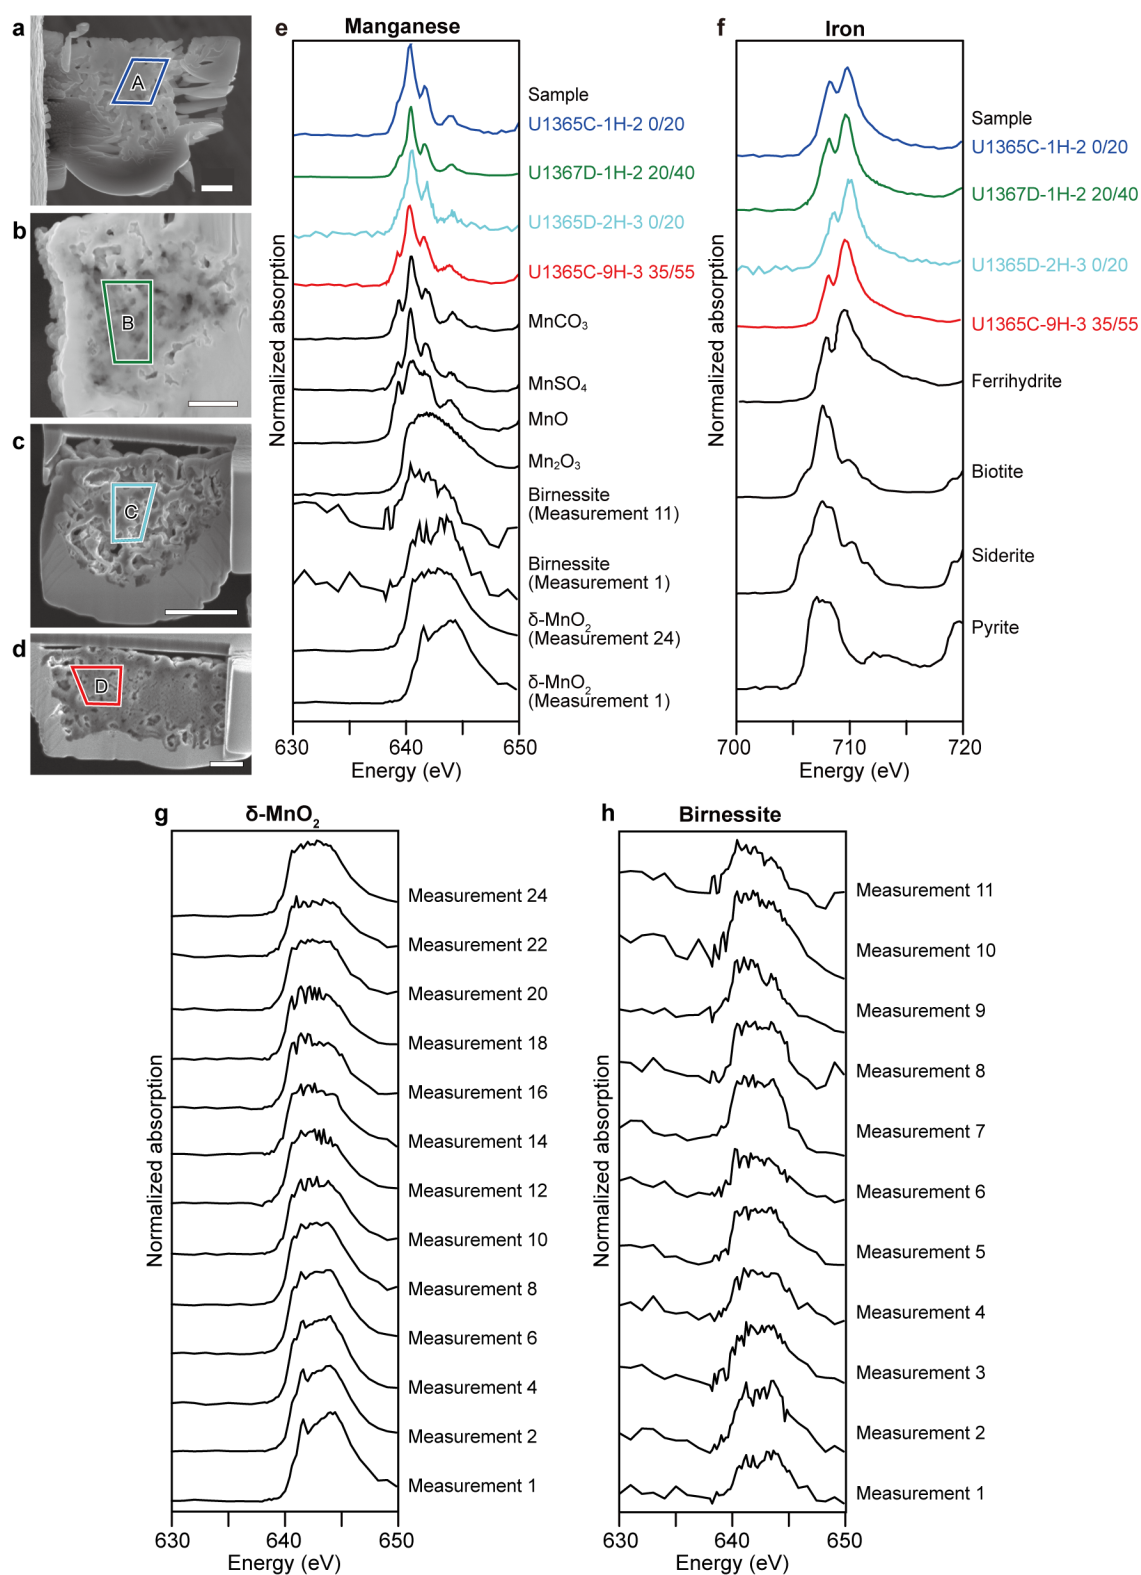 a
A
b
B
c
C
d
D
e
Manganese
Normalized absorption
Sample
U1365C-1H-2 0/20
U1367D-1H-2 20/40
U1365D-2H-3 0/20
U1365C-9H-3 35/55
MnCO3
MnSO4
MnO
Mn2O3
Birnessite
(Measurement 11)
Birnessite
(Measurement 1)
δ-MnO2
(Measurement 24)
δ-MnO2
(Measurement 1)
630
640
650
Energy (eV)
f
Iron
Normalized absorption
Sample
U1365C-1H-2 0/20
U1367D-1H-2 20/40
U1365D-2H-3 0/20
U1365C-9H-3 35/55
Ferrihydrite
Biotite
Siderite
Pyrite
700
710
720
Energy (eV)
g
δ-MnO2
Normalized absorption
Measurement 24
Measurement 22
Measurement 20
Measurement 18
Measurement 16
Measurement 14
Measurement 12
Measurement 10
Measurement 8
Measurement 6
Measurement 4
Measurement 2
Measurement 1
630
640
650
Energy (eV)
h
Birnessite
Normalized absorption
Measurement 11
Measurement 10
Measurement 9
Measurement 8
Measurement 7
Measurement 6
Measurement 5
Measurement 4
Measurement 3
Measurement 2
Measurement 1
630
640
650
Energy (eV)